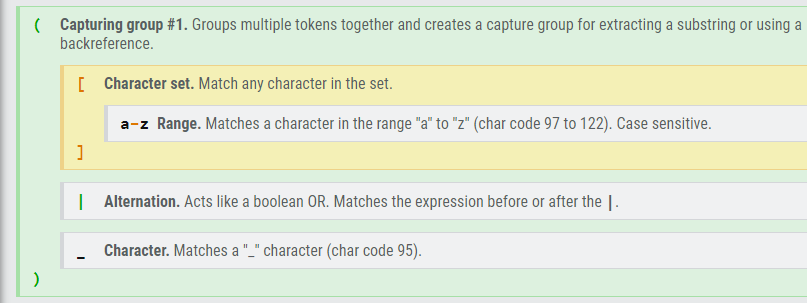 ( Capturing group #1. Groups multiple tokens together and creates a capture group for extracting a substring or using a
backreference.
[ Character set. Match any character in the set.
a-z Range. Matches a character in the range "a" to "z" (char code 97 to 122). Case sensitive.
]
| Alternation. Acts like a boolean OR. Matches the expression before or after the |.
_ Character. Matches a "_" character (char code 95).
)